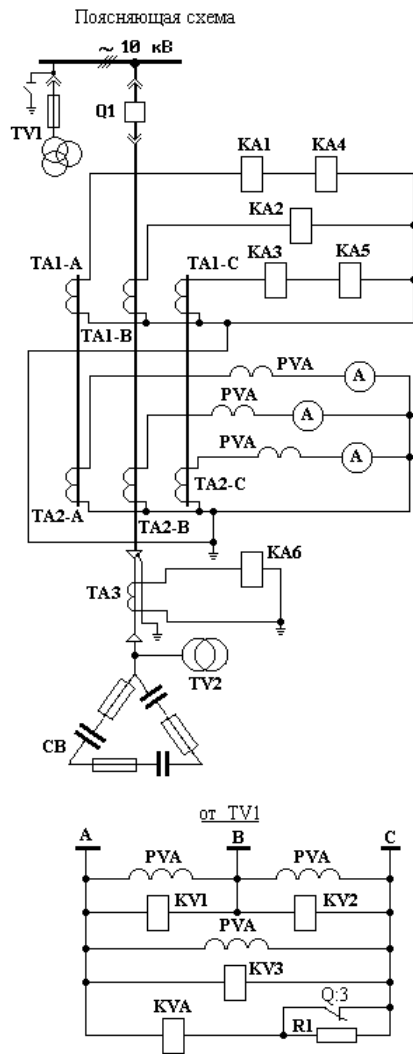 Поясняющая схема
~ 10 кВ
Q1
TV1
KA1 KA4
KA2
TA1-A TA1-C KA3 KA5
TA1-B
PVA A
PVA A
PVA A
TA2-C
TA2-A
TA2-B
KA6
TA3
TV2
CB
от TV1
A B C
PVA PVA
KV1 KV2
PVA
KV3
Q:3
KVA R1